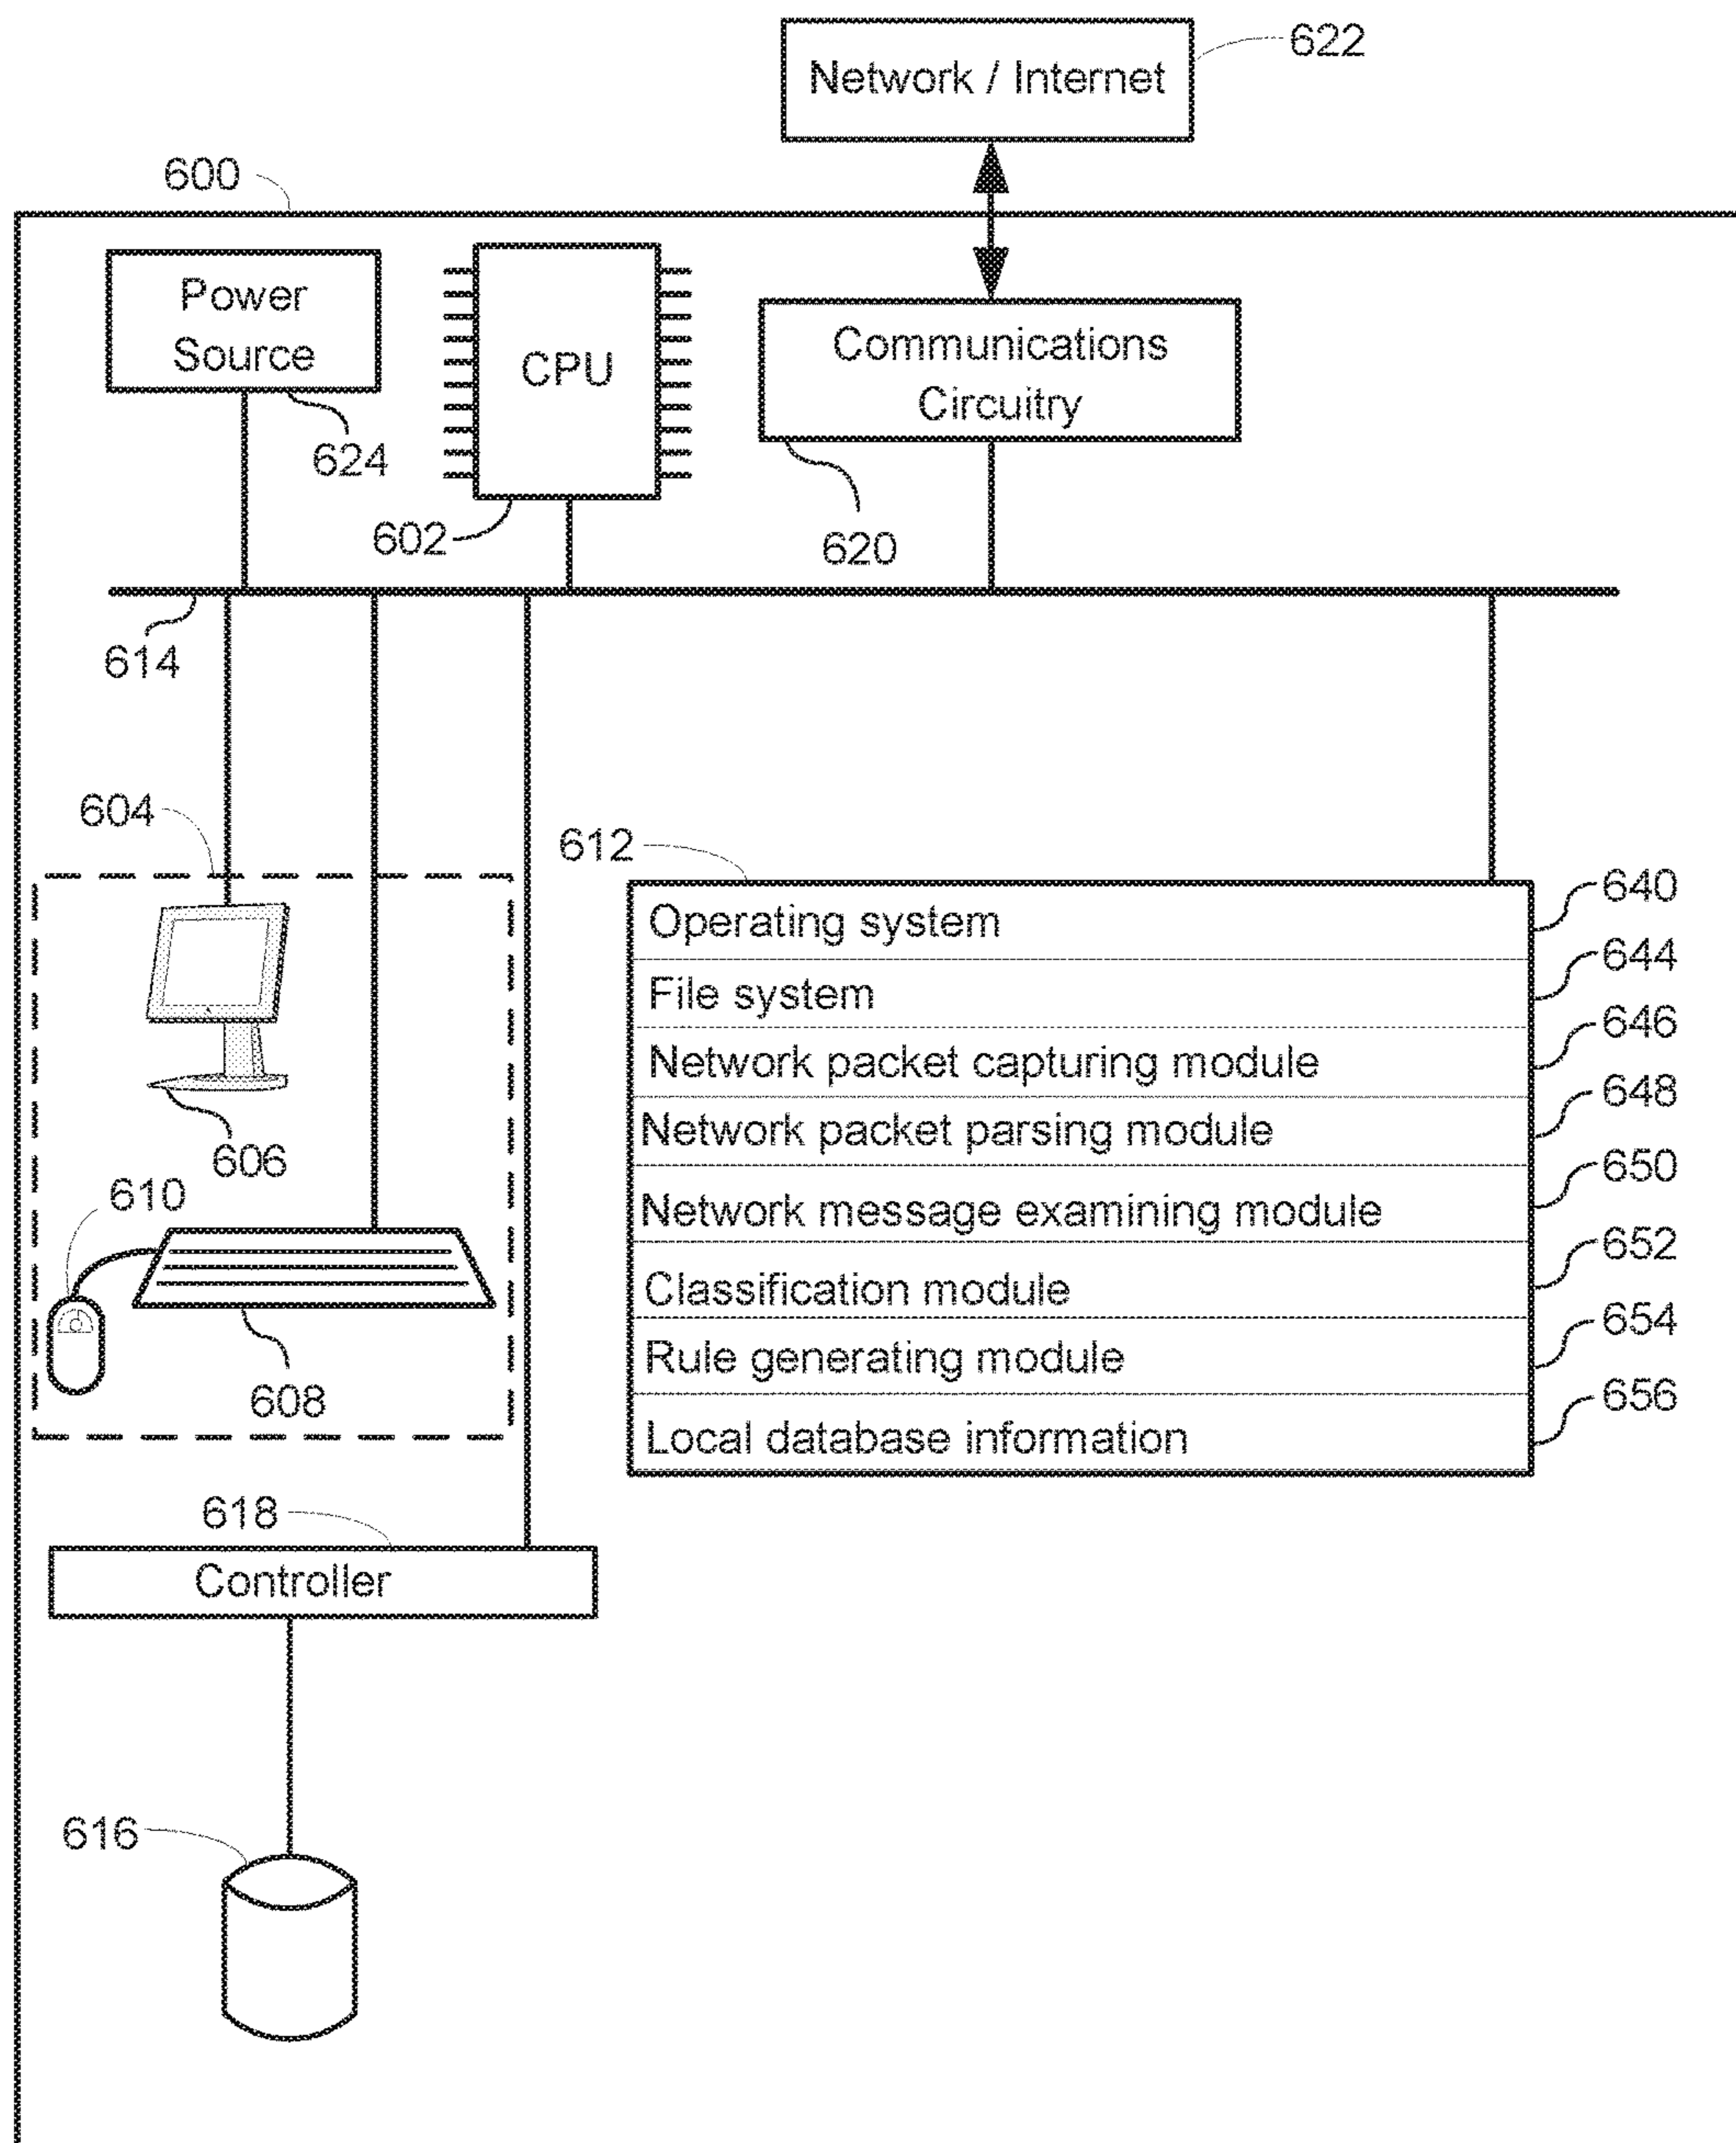 622
Network / Internet
600
Power
Source
CPU
Communications
Circuitry
624
602
620
614
604
612
Operating system
640
File system
644
Network packet capturing module
646
Network packet parsing module
648
Network message examining module
650
Classification module
652
Rule generating module
654
Local database information
656
606
610
608
618
Controller
616